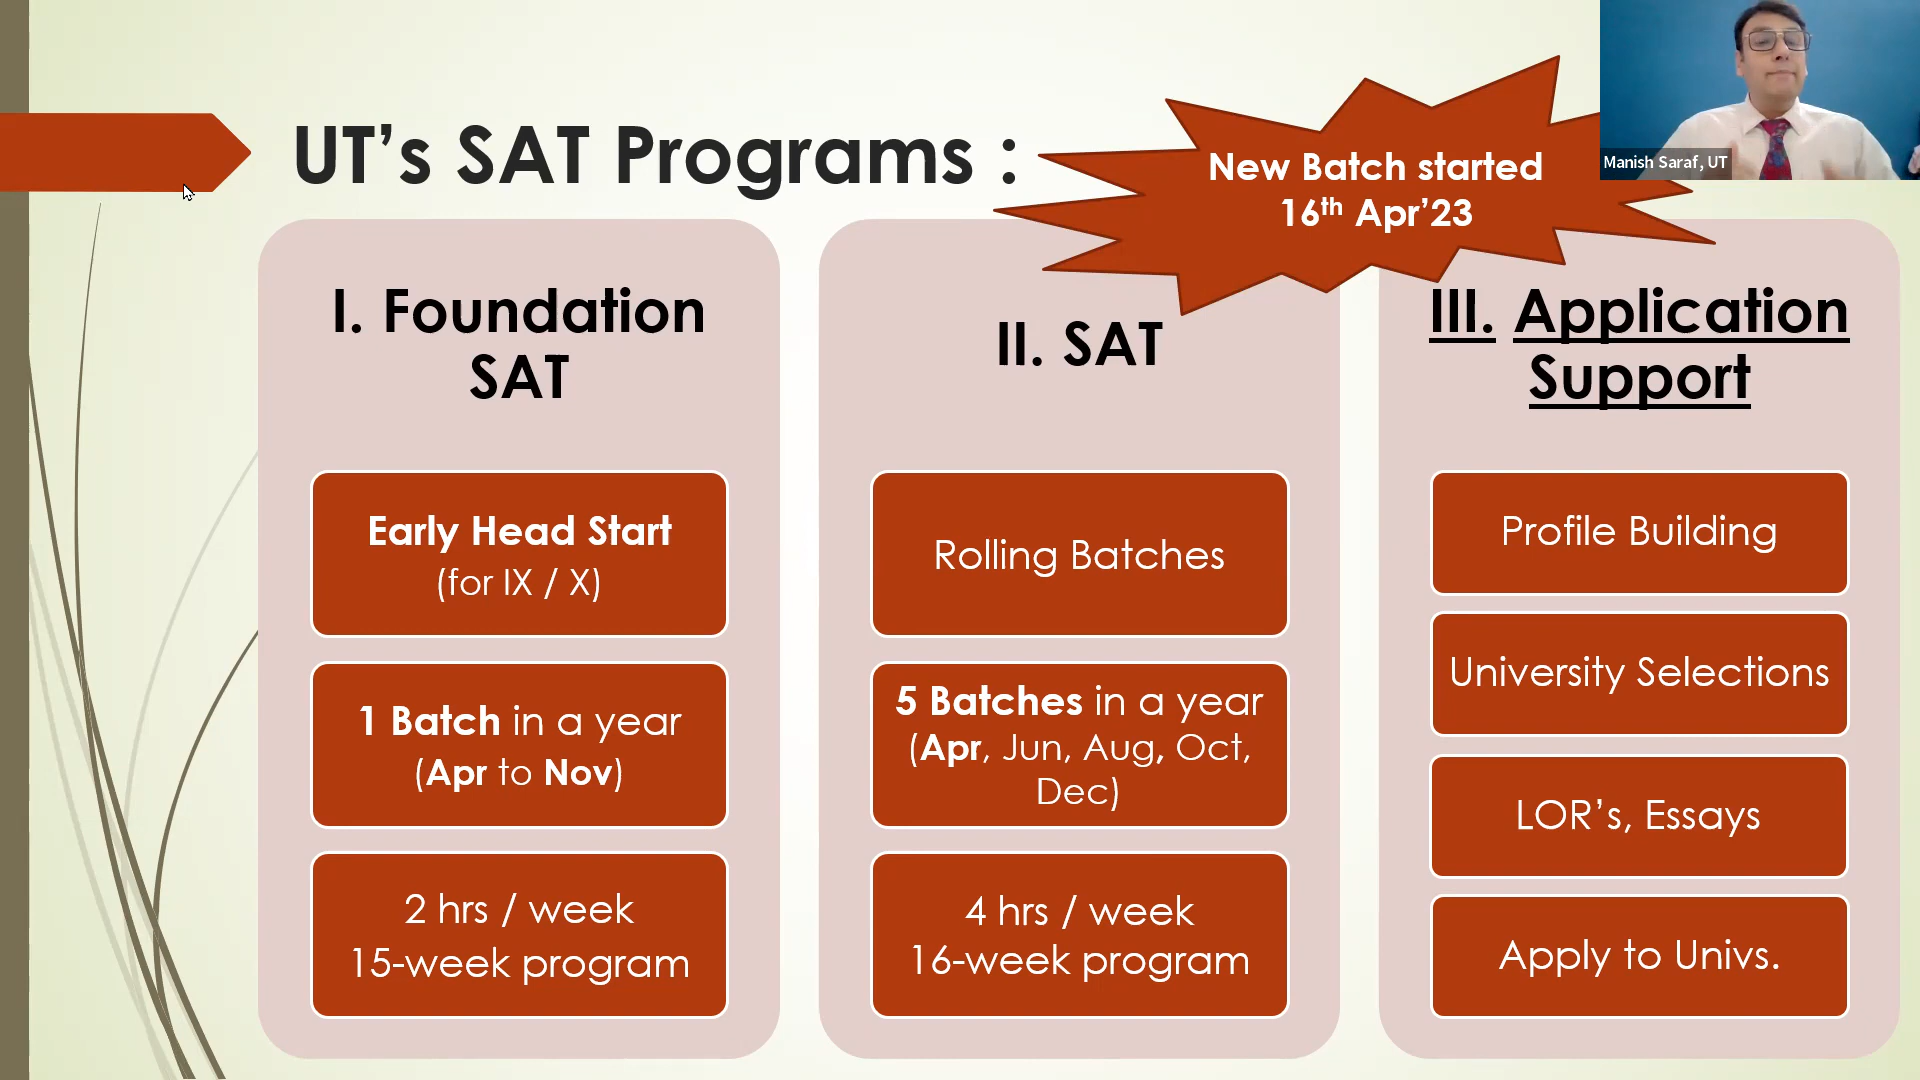 UT’s SAT Programs :
New Batch started
16th Apr’23
Manish Saraf, UT
I. Foundation
SAT
Early Head Start
(for IX / X)
1 Batch in a year
(Apr to Nov)
2 hrs / week
15-week program
II. SAT
Rolling Batches
5 Batches in a year
(Apr, Jun, Aug, Oct,
Dec)
4 hrs / week
16-week program
III. Application
Support
Profile Building
University Selections
LOR’s, Essays
Apply to Univs.